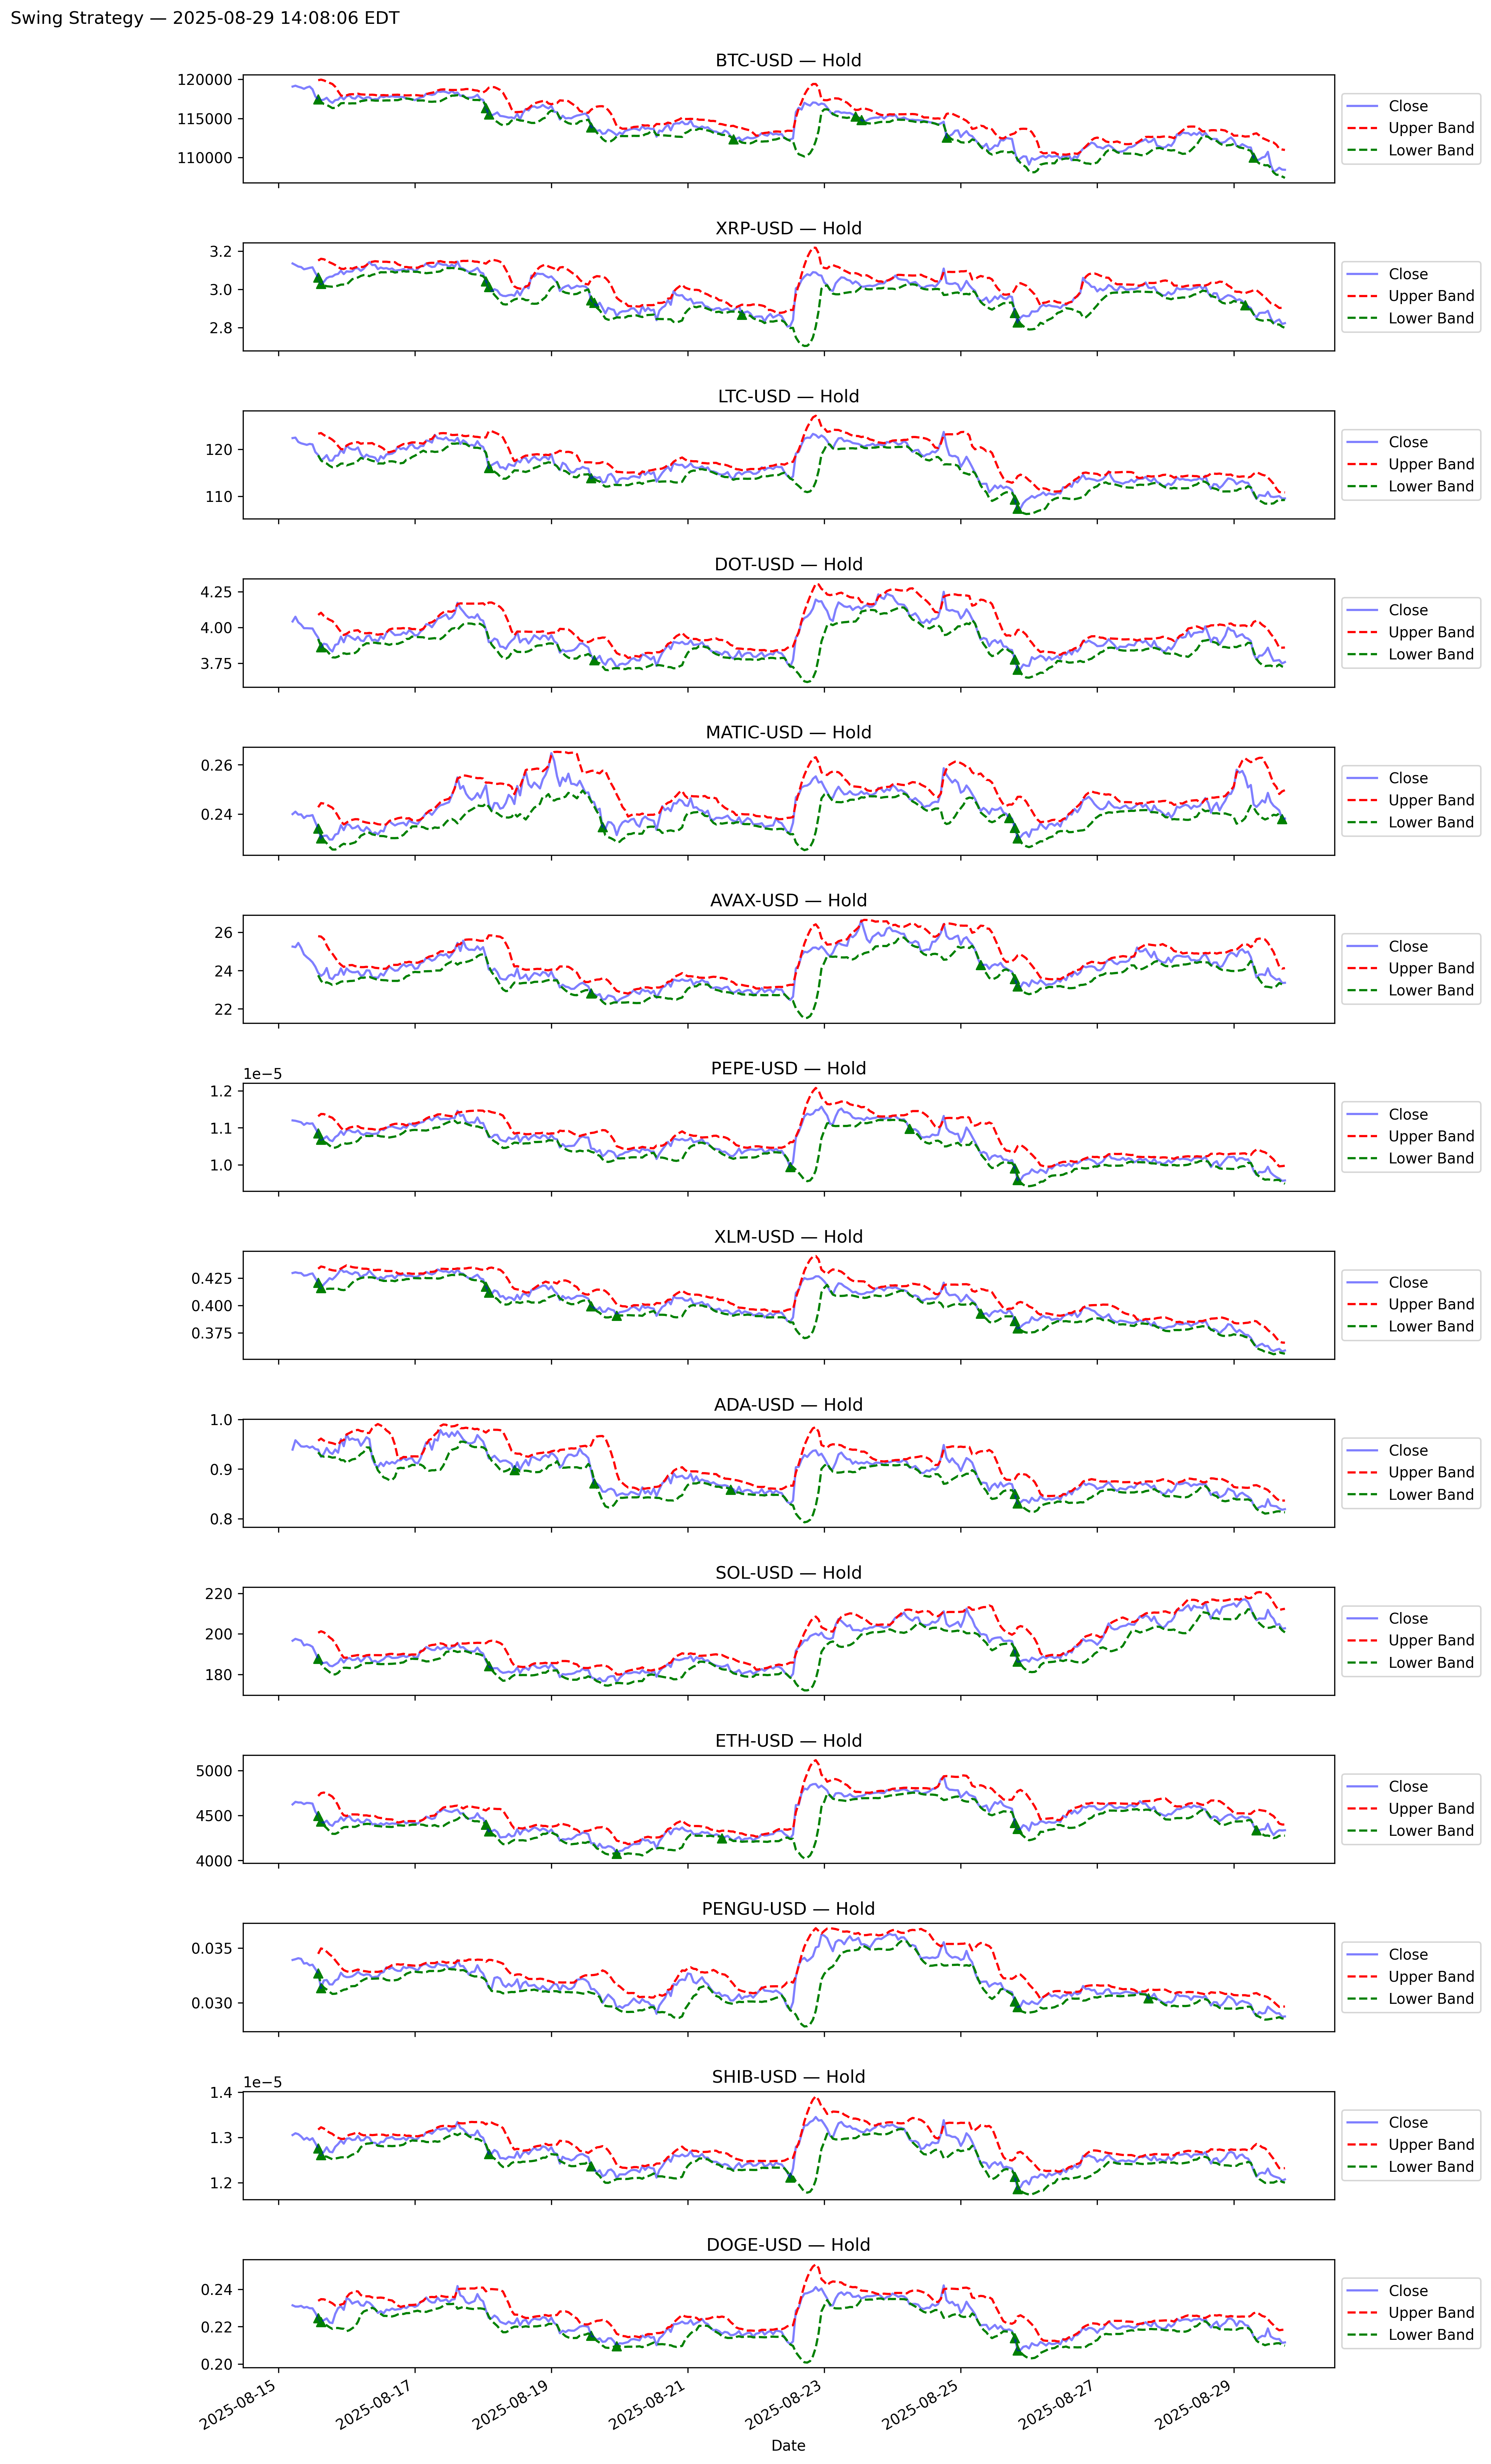 Swing Strategy — 2025-08-29 14:08:06 EDT
BTC-USD — Hold
120000
115000
110000
Close
Upper Band
Lower Band
XRP-USD — Hold
3.2
3.0
2.8
Close
Upper Band
Lower Band
LTC-USD — Hold
120
110
Close
Upper Band
Lower Band
DOT-USD — Hold
4.25
4.00
3.75
Close
Upper Band
Lower Band
MATIC-USD — Hold
0.26
0.24
Close
Upper Band
Lower Band
AVAX-USD — Hold
26
24
22
Close
Upper Band
Lower Band
PEPE-USD — Hold
1e−5
1.2
1.1
1.0
Close
Upper Band
Lower Band
XLM-USD — Hold
0.425
0.400
0.375
Close
Upper Band
Lower Band
ADA-USD — Hold
1.0
0.9
0.8
Close
Upper Band
Lower Band
SOL-USD — Hold
220
200
180
Close
Upper Band
Lower Band
ETH-USD — Hold
5000
4500
4000
Close
Upper Band
Lower Band
PENGU-USD — Hold
0.035
0.030
Close
Upper Band
Lower Band
SHIB-USD — Hold
1e−5
1.4
1.3
1.2
Close
Upper Band
Lower Band
DOGE-USD — Hold
0.24
0.22
0.20
Close
Upper Band
Lower Band
2025-08-15
2025-08-17
2025-08-19
2025-08-21
2025-08-23
2025-08-25
2025-08-27
2025-08-29
Date